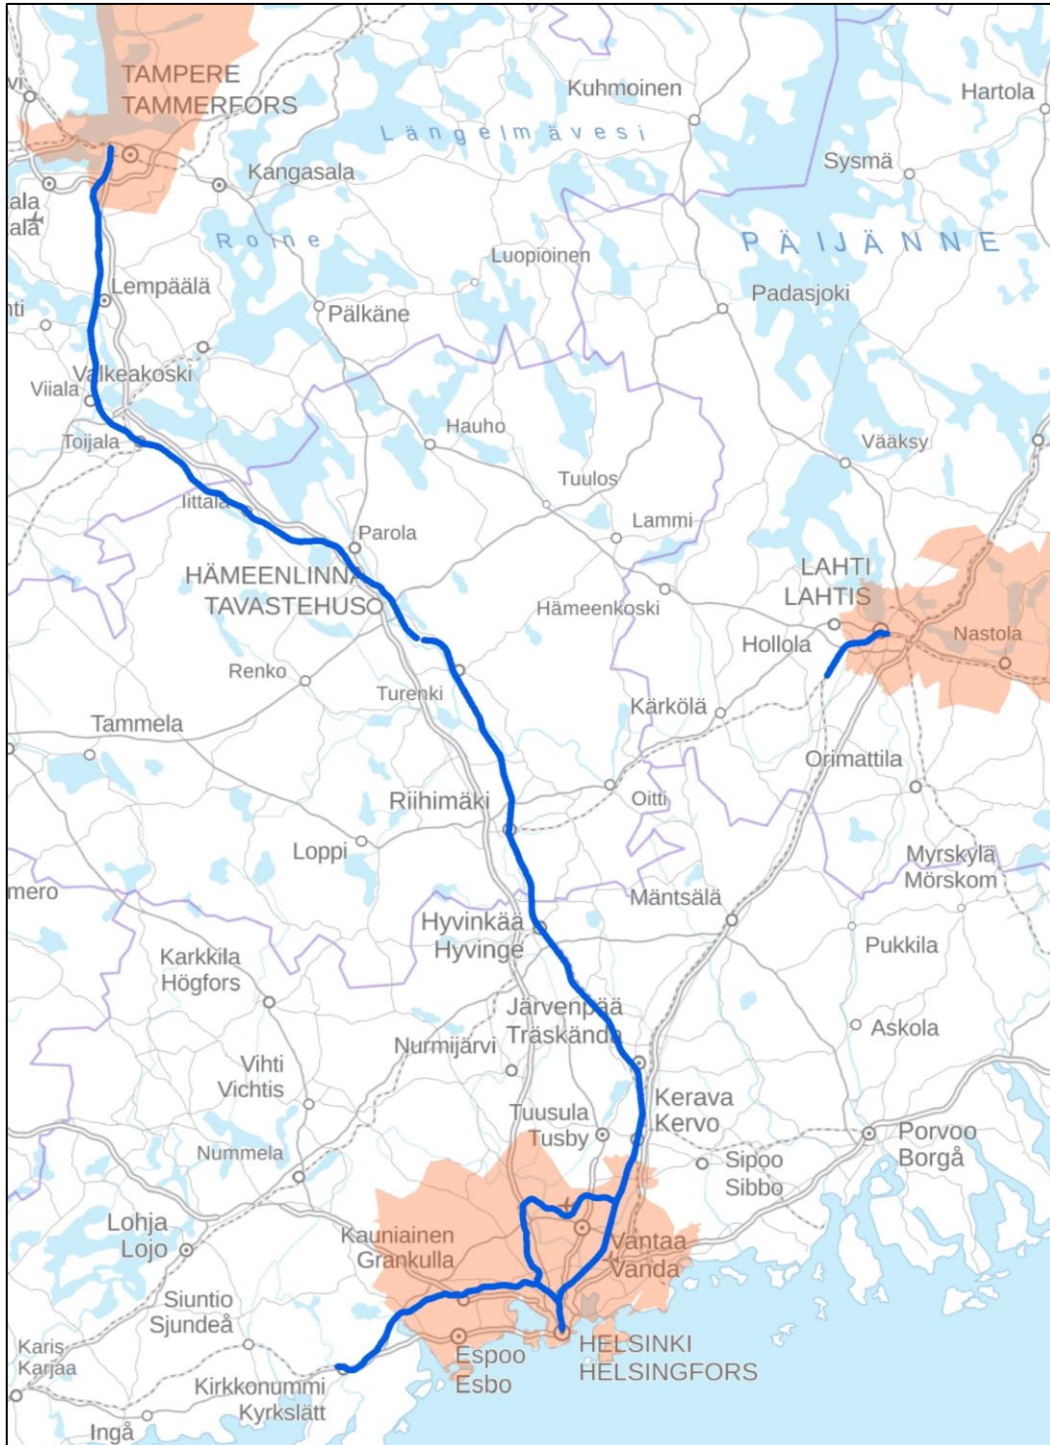 TAMPERE
TAMMERFORS
Kuhmoinen
Hartola
Längelmävesi
Sysmä
Kangasala
ala
ala
Roine
PÄIJÄNNE
Luopioinen
Lempäälä
Padasjoki
Pälkäne
Valkeakoski
Viiala
Hauho
Toijala
Vääksy
Tuulos
Iittala
Lammi
Parola
LAHTI
LAHTIS
HÄMEENLINNA
TAVASTEHUS
Hämeenkoski
Hollola
Nastola
Renko
Turenki
Kärkölä
Tammela
Orimattila
Riihimäki
Oitti
Loppi
Myrskylä
Mörskom
mero
Mäntsälä
Hyvinkää
Hyvinge
Pukkila
Karkkila
Högfors
Järvenpää
Träskända
Askola
Nurmijärvi
Vihti
Vichtis
Kerava
Kervo
Tuusula
Tusby
Porvoo
Borgå
Nummela
Sipoo
Sibbo
Lohja
Lojo
Kauniainen
Grankulla
Vantaa
Vanda
Siuntio
Sjundeå
Karis
Karjaa
HELSINKI
HELSINGFORS
Espoo
Esbo
Kirkkonummi
Kyrkslätt
Ingå